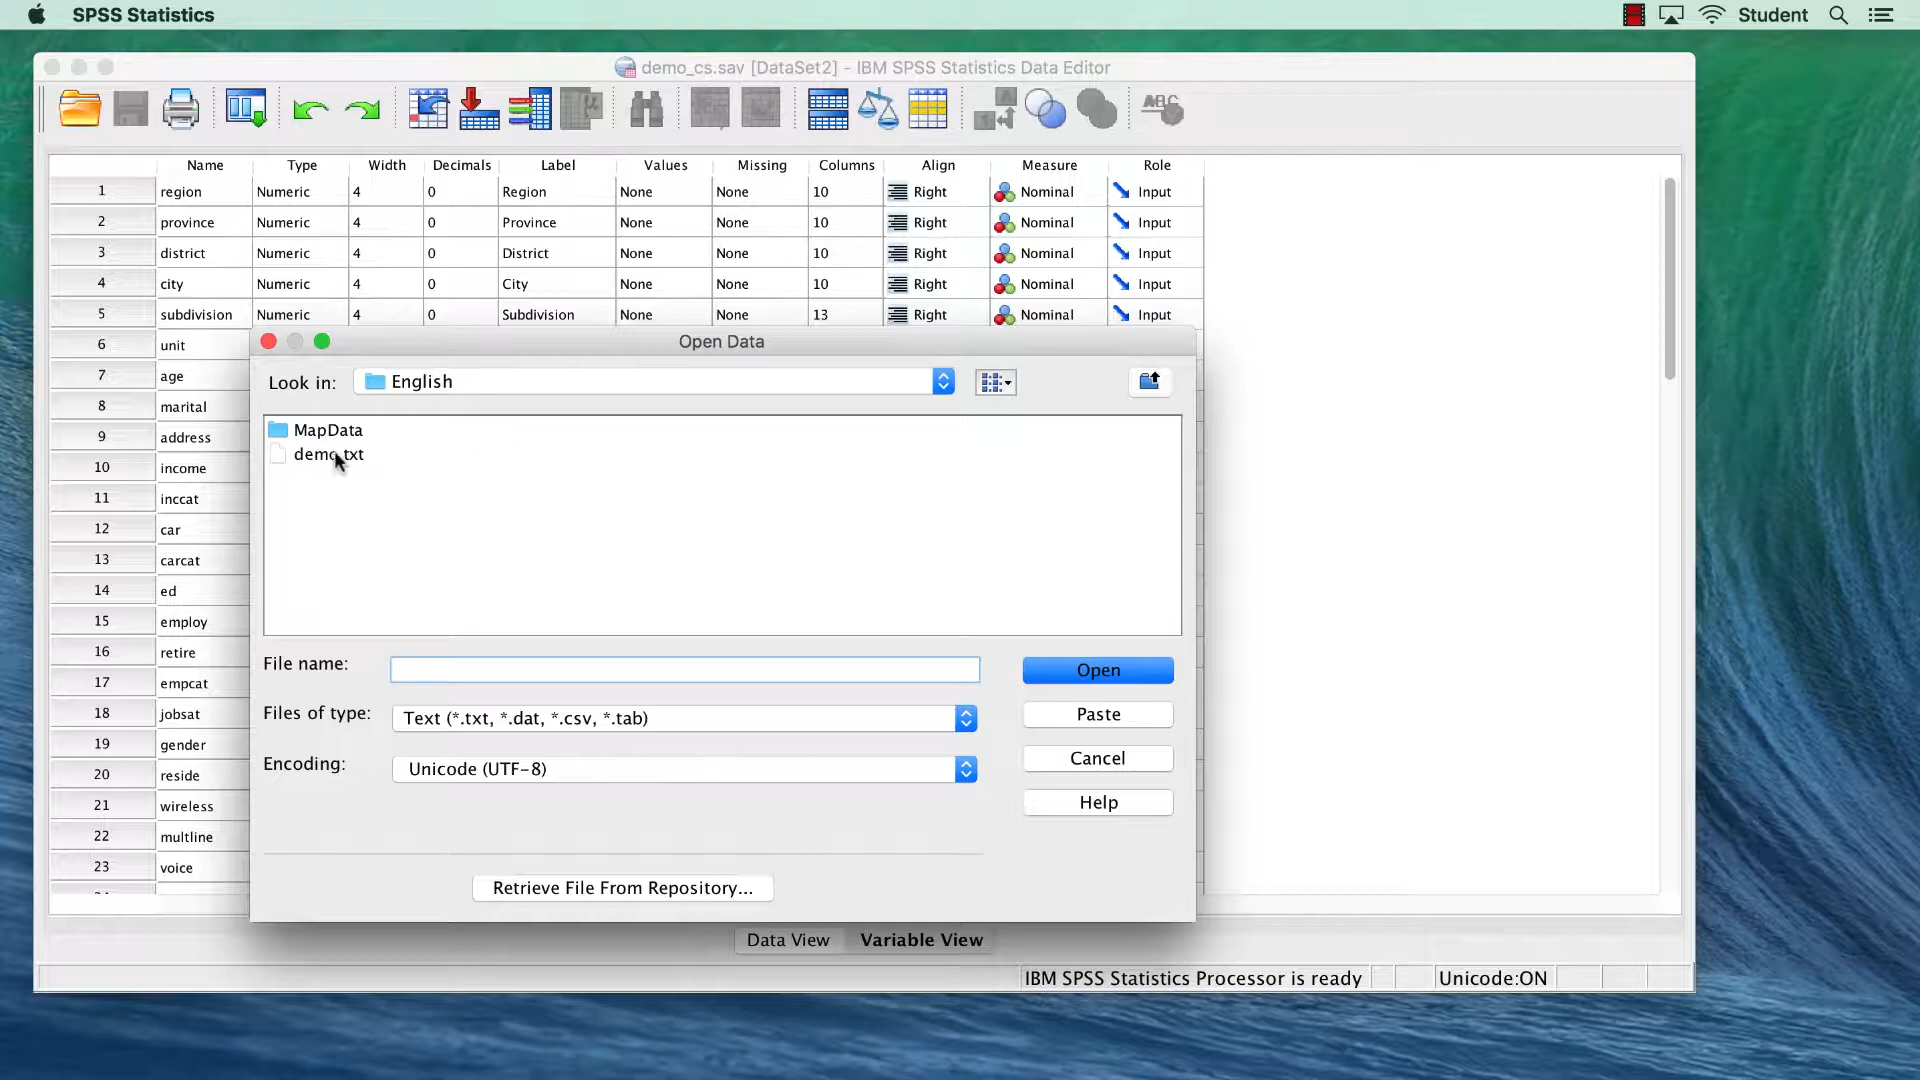 SPSS Statistics Student
demo_cs.sav [DataSet2] - IBM SPSS Statistics Data Editor
ABC
Name Type Width Decimals Label Values Missing Columns Align Measure Role
1 region Numeric 4 0 Region None None 10 Right Nominal Input
2 province Numeric 4 0 Province None None 10 Right Nominal Input
3 district Numeric 4 0 District None None 10 Right Nominal Input
4 city Numeric 4 0 City None None 10 Right Nominal Input
5 subdivision Numeric 4 0 Subdivision None None 13 Right Nominal Input
6 unit
7 age
8 marital
9 address
10 income
11 inccat
12 car
13 carcat
14 ed
15 employ
16 retire
17 empcat
18 jobsat
19 gender
20 reside
21 wireless
22 multline
23 voice
Open Data
Look in: English
MapData
demo.txt
File name:
Open
Files of type: Text (*.txt, *.dat, *.csv, *.tab)
Paste
Encoding: Unicode (UTF-8)
Cancel
Help
Retrieve File From Repository...
Data View Variable View
IBM SPSS Statistics Processor is ready Unicode:ON